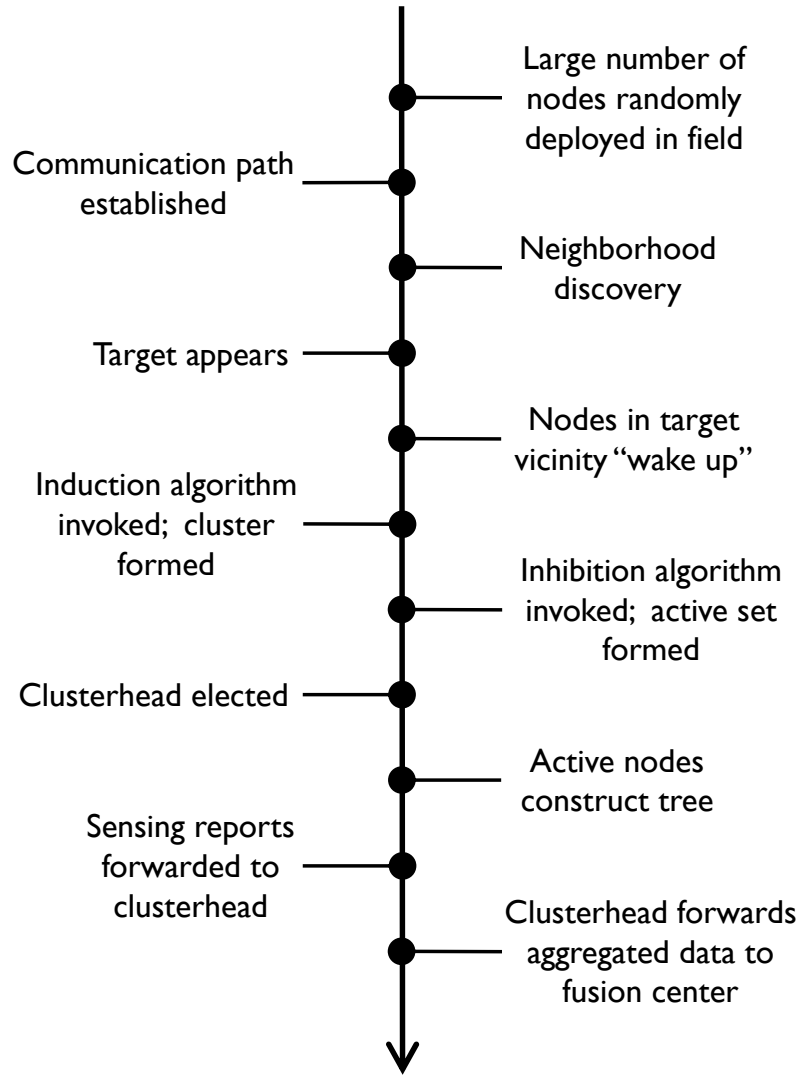 Large number of
nodes randomly
deployed in field
Communication path
established
Neighborhood
discovery
Target appears
Nodes in target
vicinity “wake up”
Induction algorithm
invoked; cluster
formed
Inhibition algorithm
invoked; active set
formed
Clusterhead elected
Active nodes
construct tree
Sensing reports
forwarded to
clusterhead
Clusterhead forwards
aggregated data to
fusion center